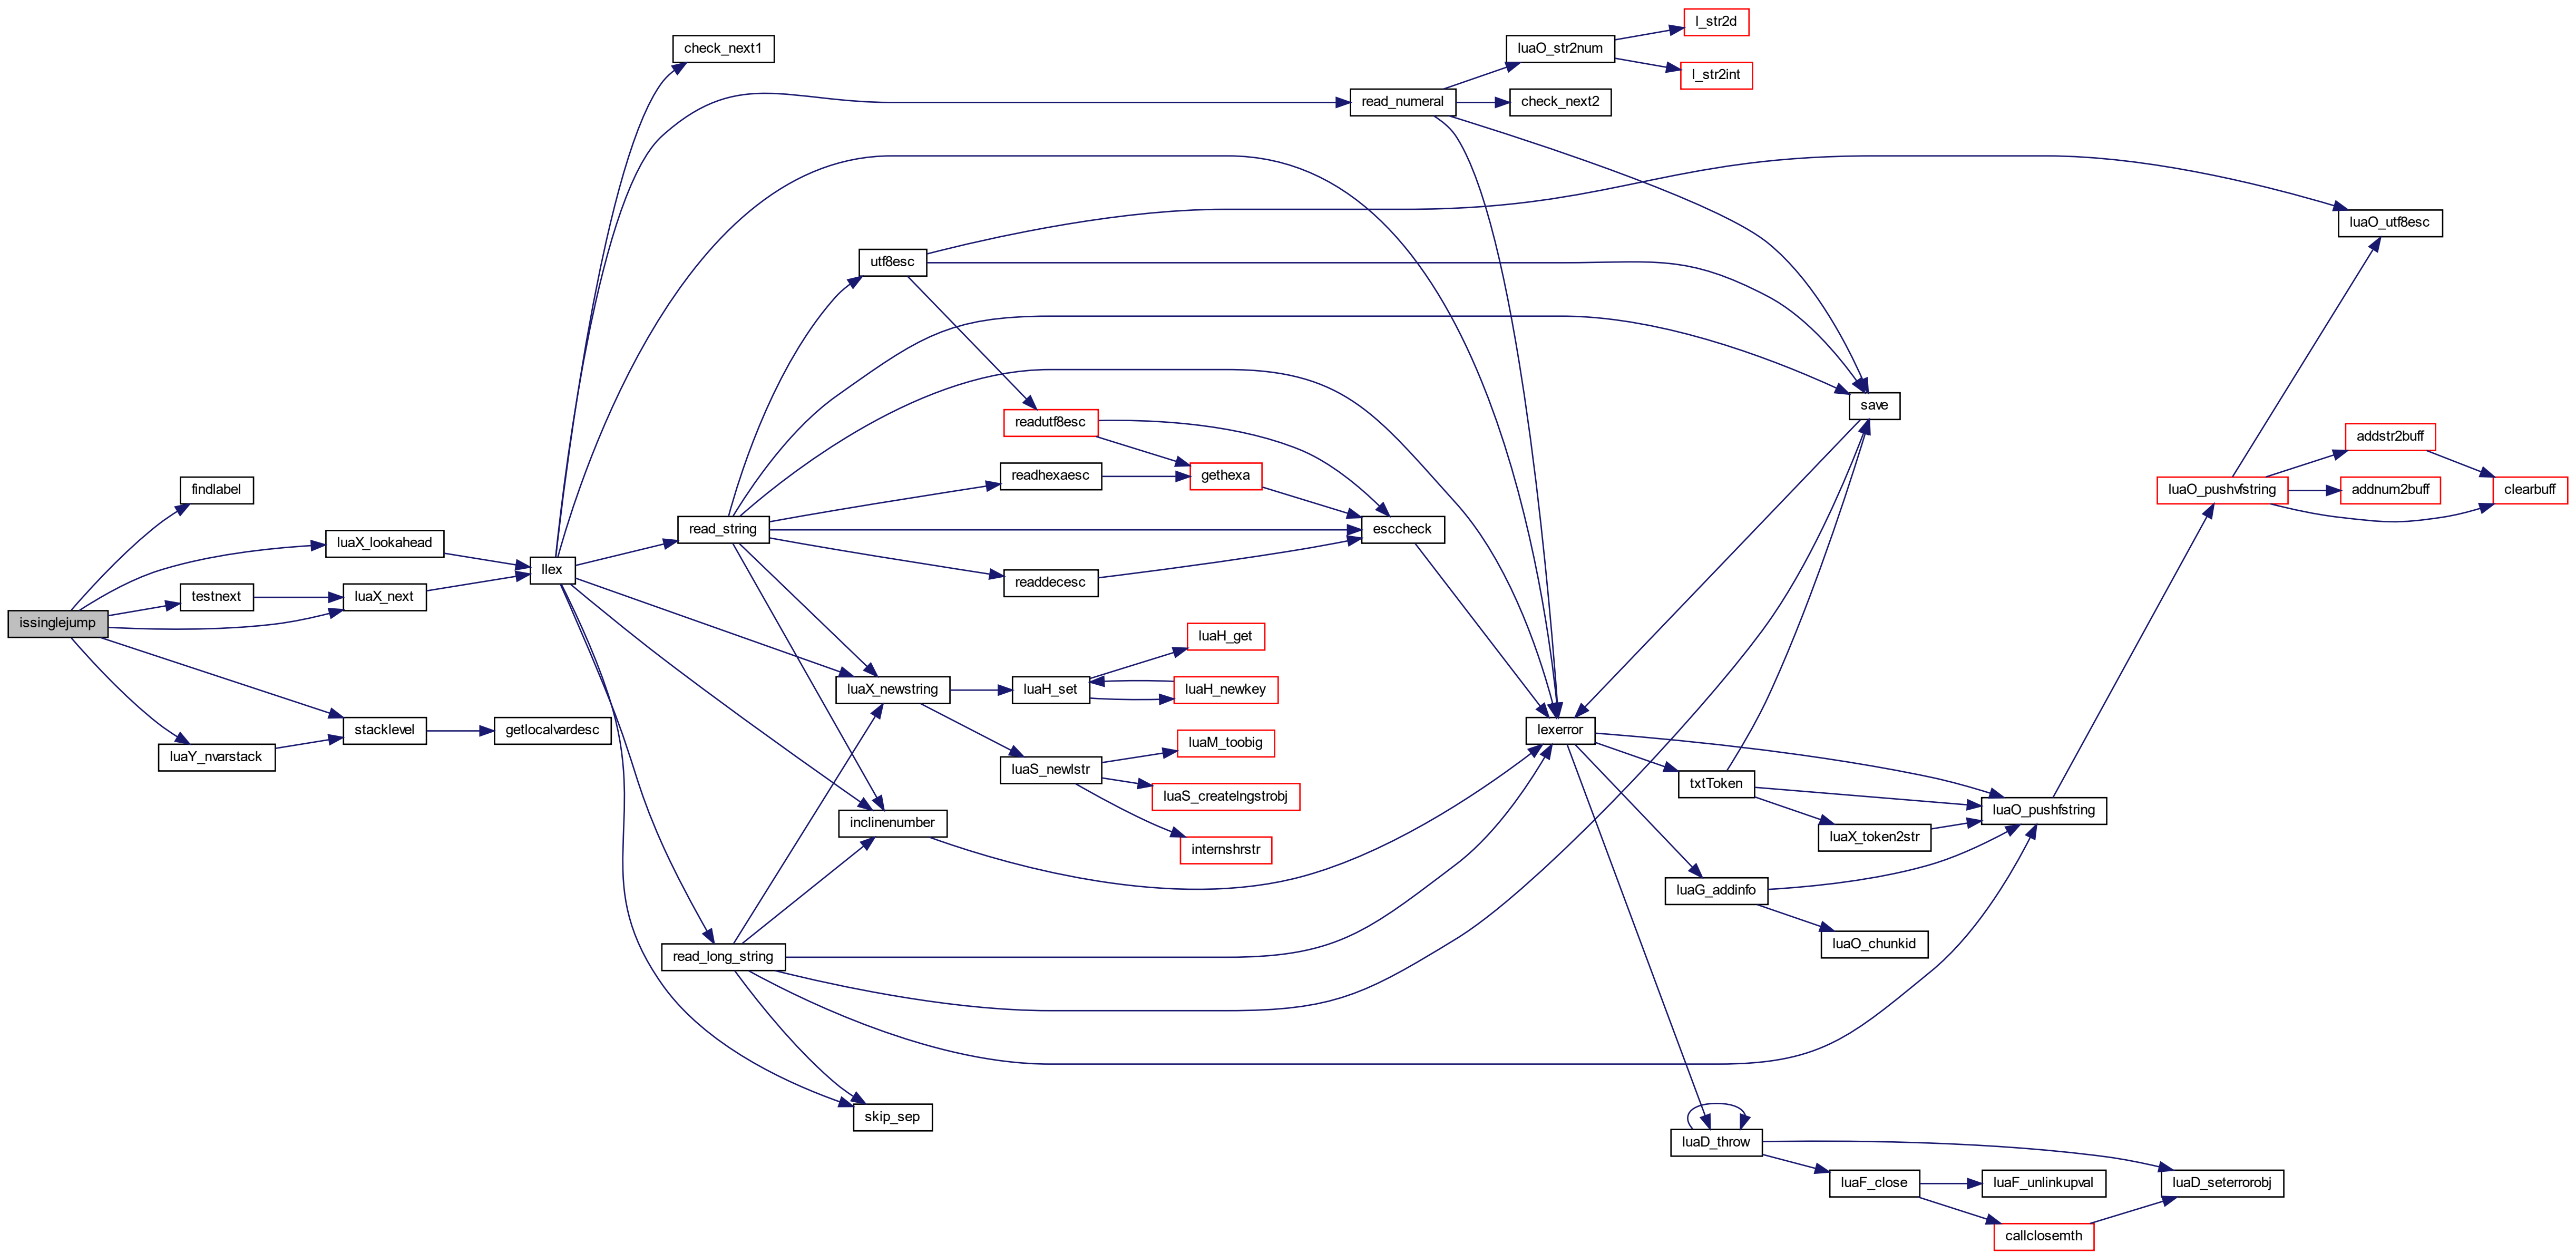 issinglejump
findlabel
luaX_lookahead
testnext
luaX_next
stacklevel
luaY_nvarstack
getlocalvardesc
llex
check_next1
read_string
read_long_string
utf8esc
luaX_newstring
inclinenumber
skip_sep
readutf8esc
readhexaesc
readdecesc
luaH_set
luaS_newlstr
gethexa
luaH_get
luaH_newkey
luaM_toobig
luaS_createlngstrobj
internshrstr
read_numeral
esccheck
luaO_str2num
check_next2
l_str2d
l_str2int
lexerror
save
txtToken
luaG_addinfo
luaD_throw
luaX_token2str
luaO_chunkid
luaF_close
luaO_pushfstring
luaF_unlinkupval
callclosemth
luaO_pushvfstring
luaD_seterrorobj
luaO_utf8esc
addstr2buff
addnum2buff
clearbuff